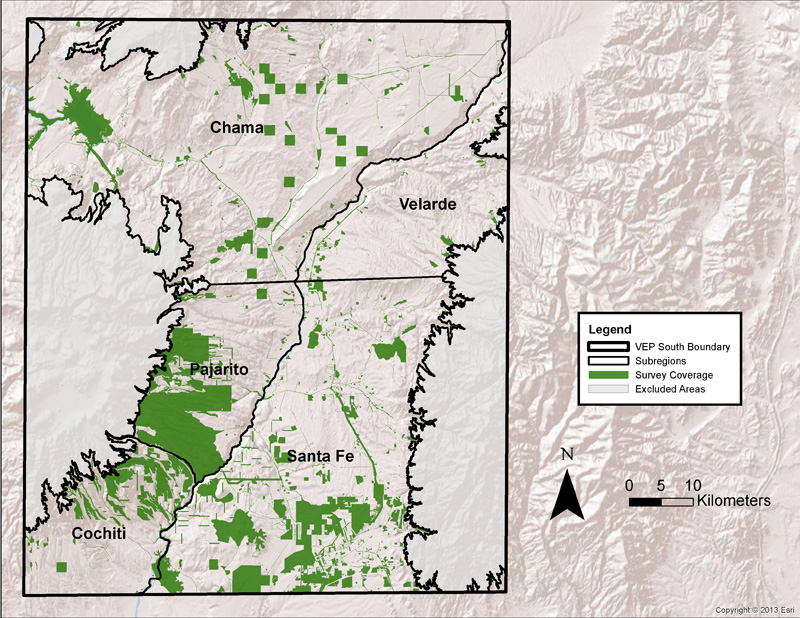 Chama
Velarde
Pajarito
Santa Fe
Cochiti
Legend
VEP South Boundary
Subregions
Survey Coverage
Excluded Areas
N
0 5 10
Kilometers
Copyright:© 2013 Esri